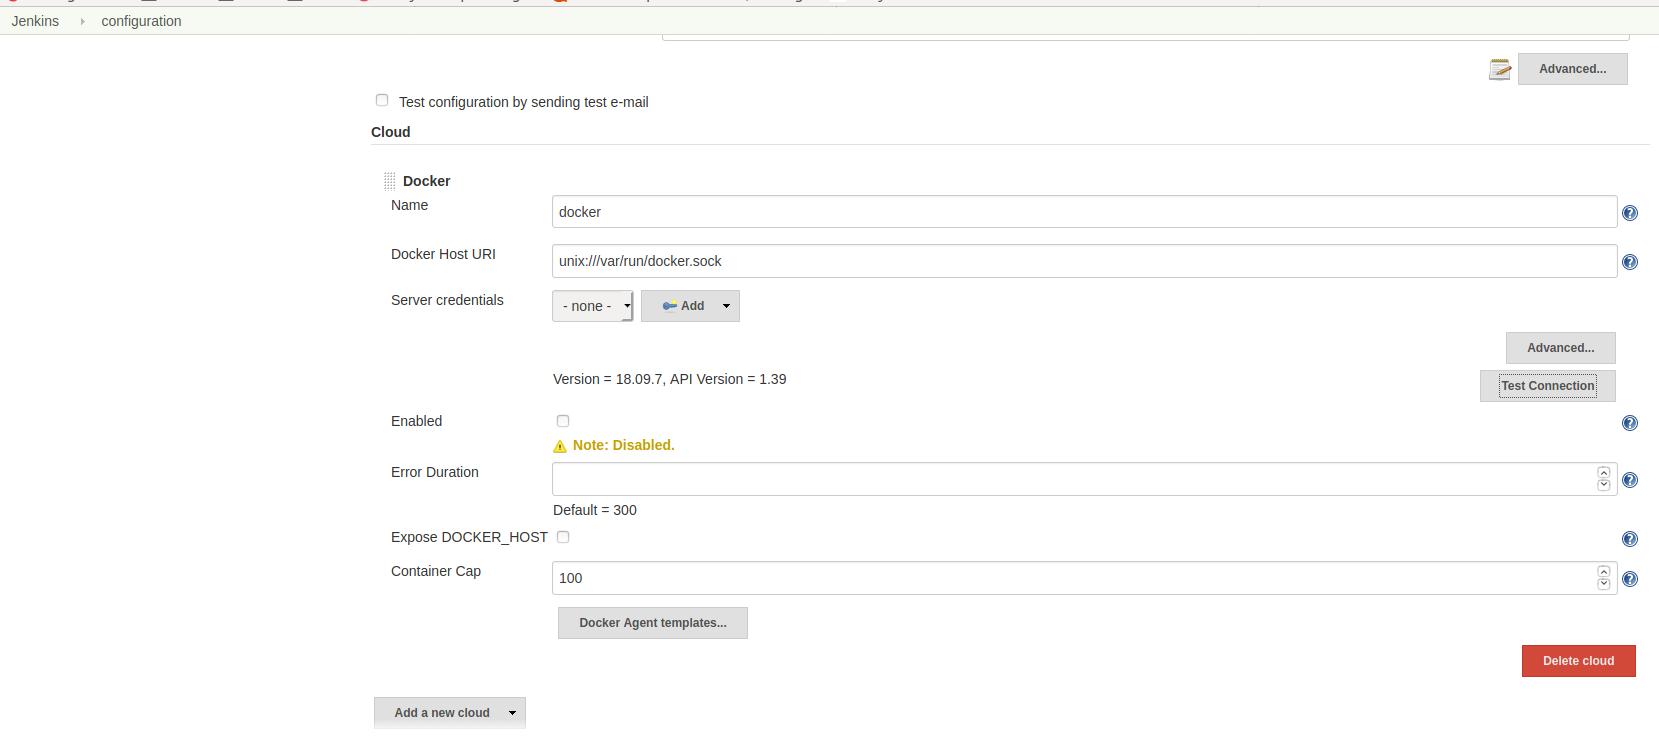 Jenkins configuration
Advanced...
Test configuration by sending test e-mail
Cloud
Docker
Name docker
Docker Host URI unix:///var/run/docker.sock
Server credentials - none - Add
Advanced...
Version = 18.09.7, API Version = 1.39 Test Connection
Enabled
Note: Disabled.
Error Duration
Default = 300
Expose DOCKER_HOST
Container Cap 100
Docker Agent templates...
Delete cloud
Add a new cloud